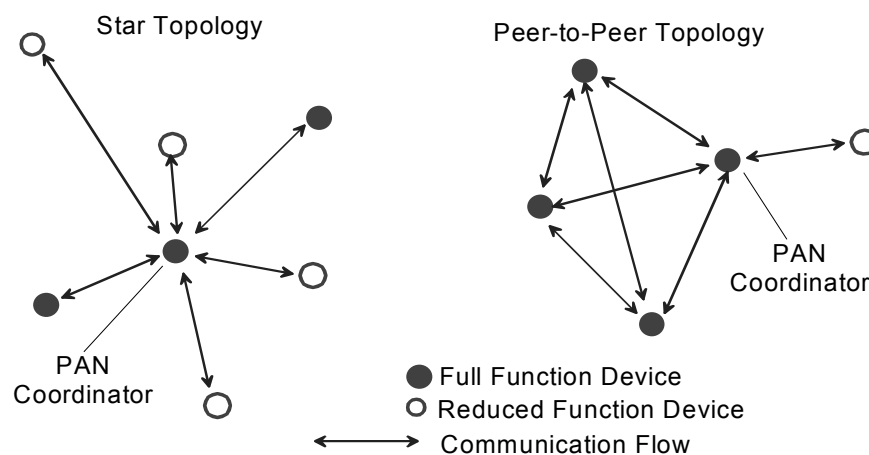 Star Topology
Peer-to-Peer Topology
PAN
Coordinator
PAN
Coordinator
Full Function Device
Reduced Function Device
Communication Flow